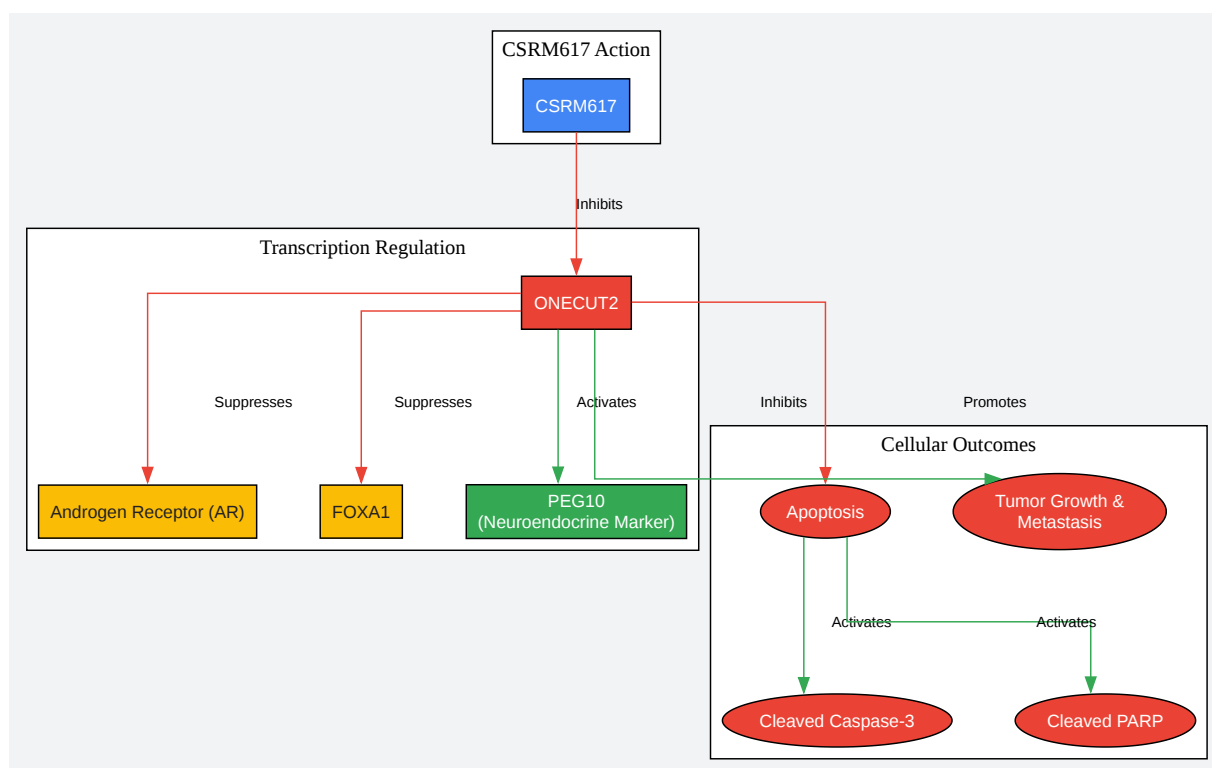 CSRM617 Action
CSRM617
Inhibits
Transcription Regulation
ONECUT2
Suppresses
Suppresses
Activates
Inhibits
Promotes
Cellular Outcomes
Androgen Receptor (AR)
FOXA1
PEG10
(Neuroendocrine Marker)
Apoptosis
Tumor Growth &
Metastasis
Activates
Activates
Cleaved Caspase-3
Cleaved PARP